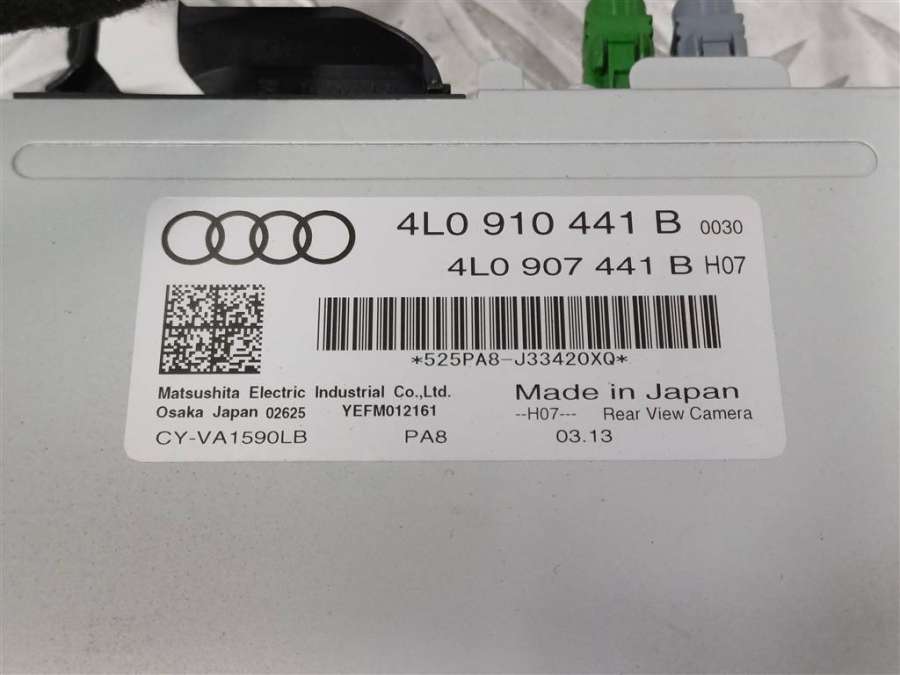 4L0 910 441 B 0030
4L0 907 441 B H07
*525PA8-J33420XQ*
Matsushita Electric Industrial Co.,Ltd.
Osaka Japan 02625 YEFM012161
CY-VA1590LB PA8
Made in Japan
--H07--- Rear View Camera
03.13